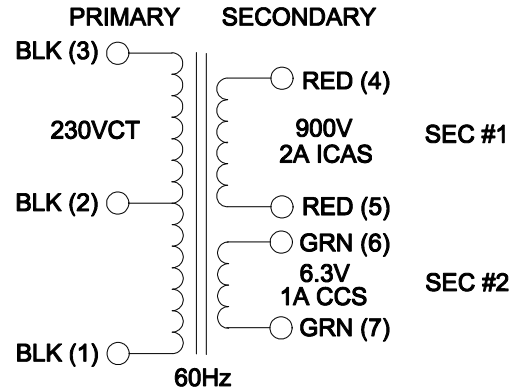 PRIMARY SECONDARY
BLK (3)
RED (4)
230VCT
900V
2A ICAS
SEC #1
BLK (2)
RED (5)
GRN (6)
6.3V
1A CCS
SEC #2
GRN (7)
BLK (1)
60Hz